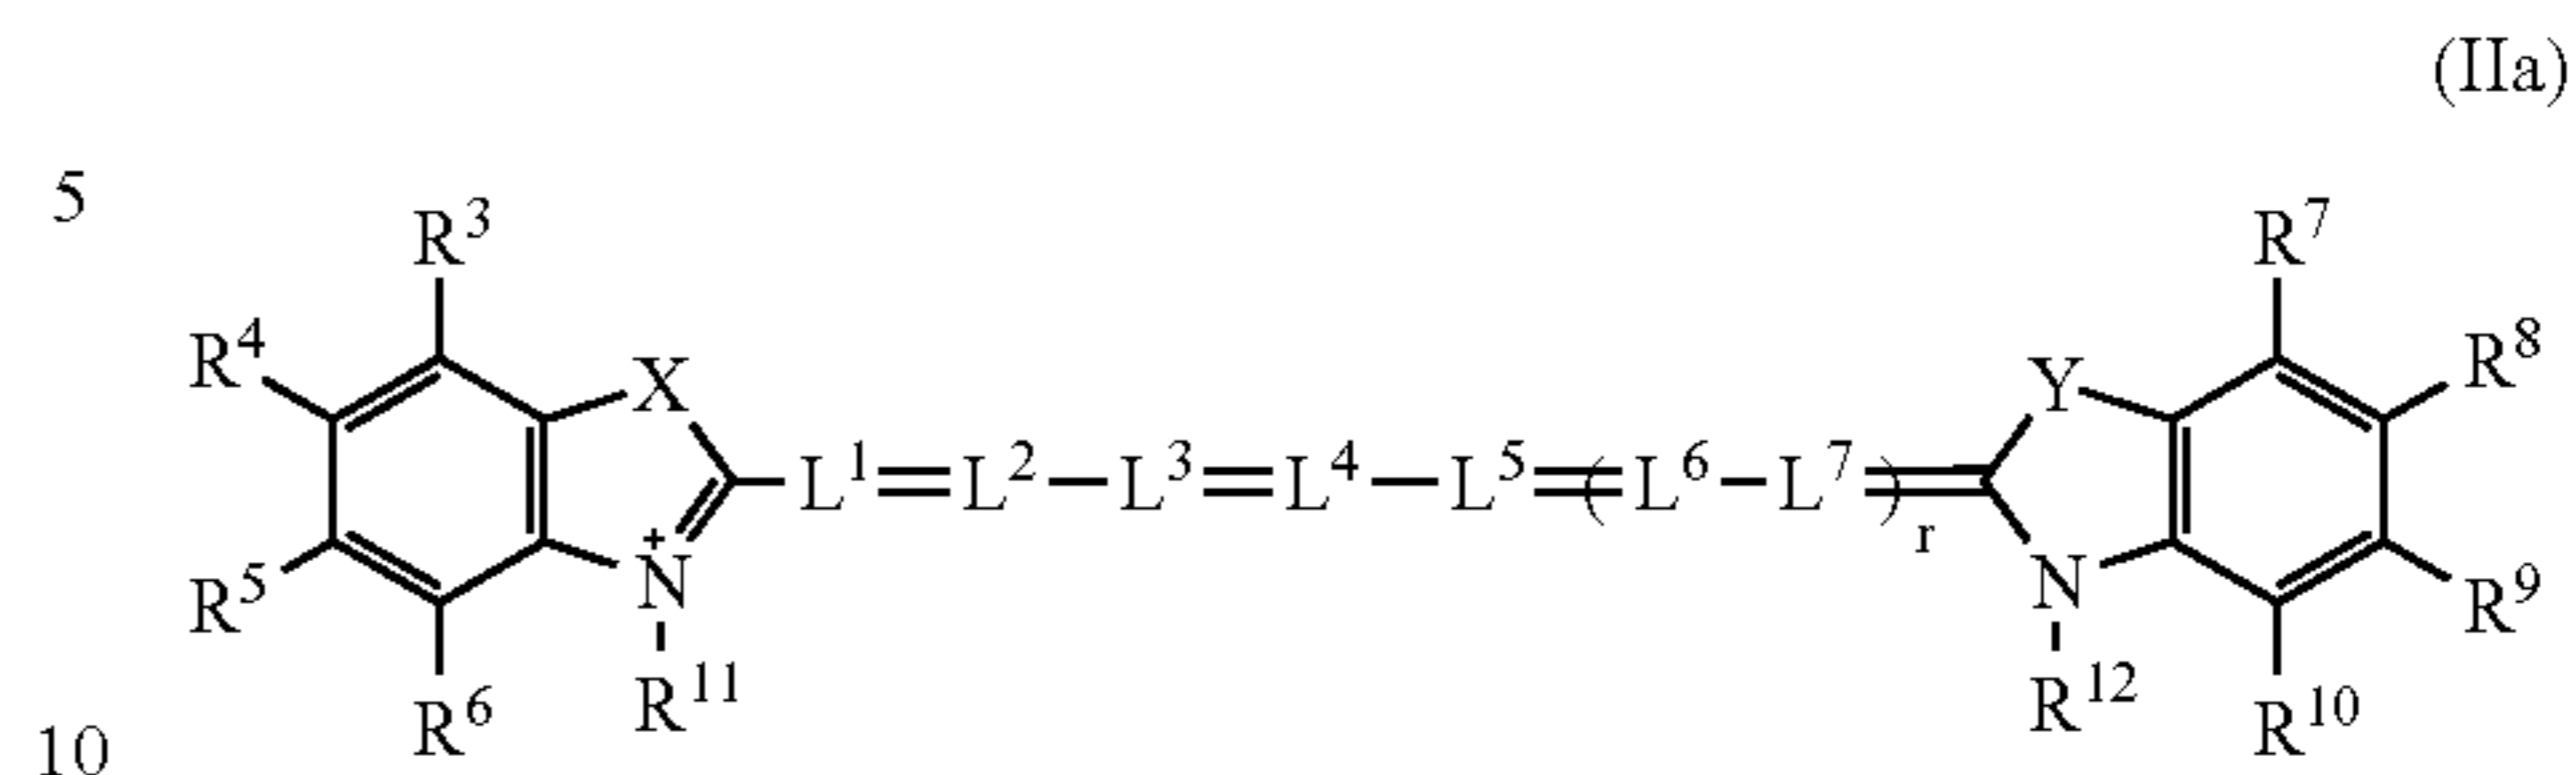 (IIa)
5
R³ R⁷
R⁴ X Y R⁸
L¹=L²—L³=L⁴—L⁵=(L⁶—L⁷=)r
R⁵ N⁺ N R⁹
R⁶ R¹¹ R¹² R¹⁰
10